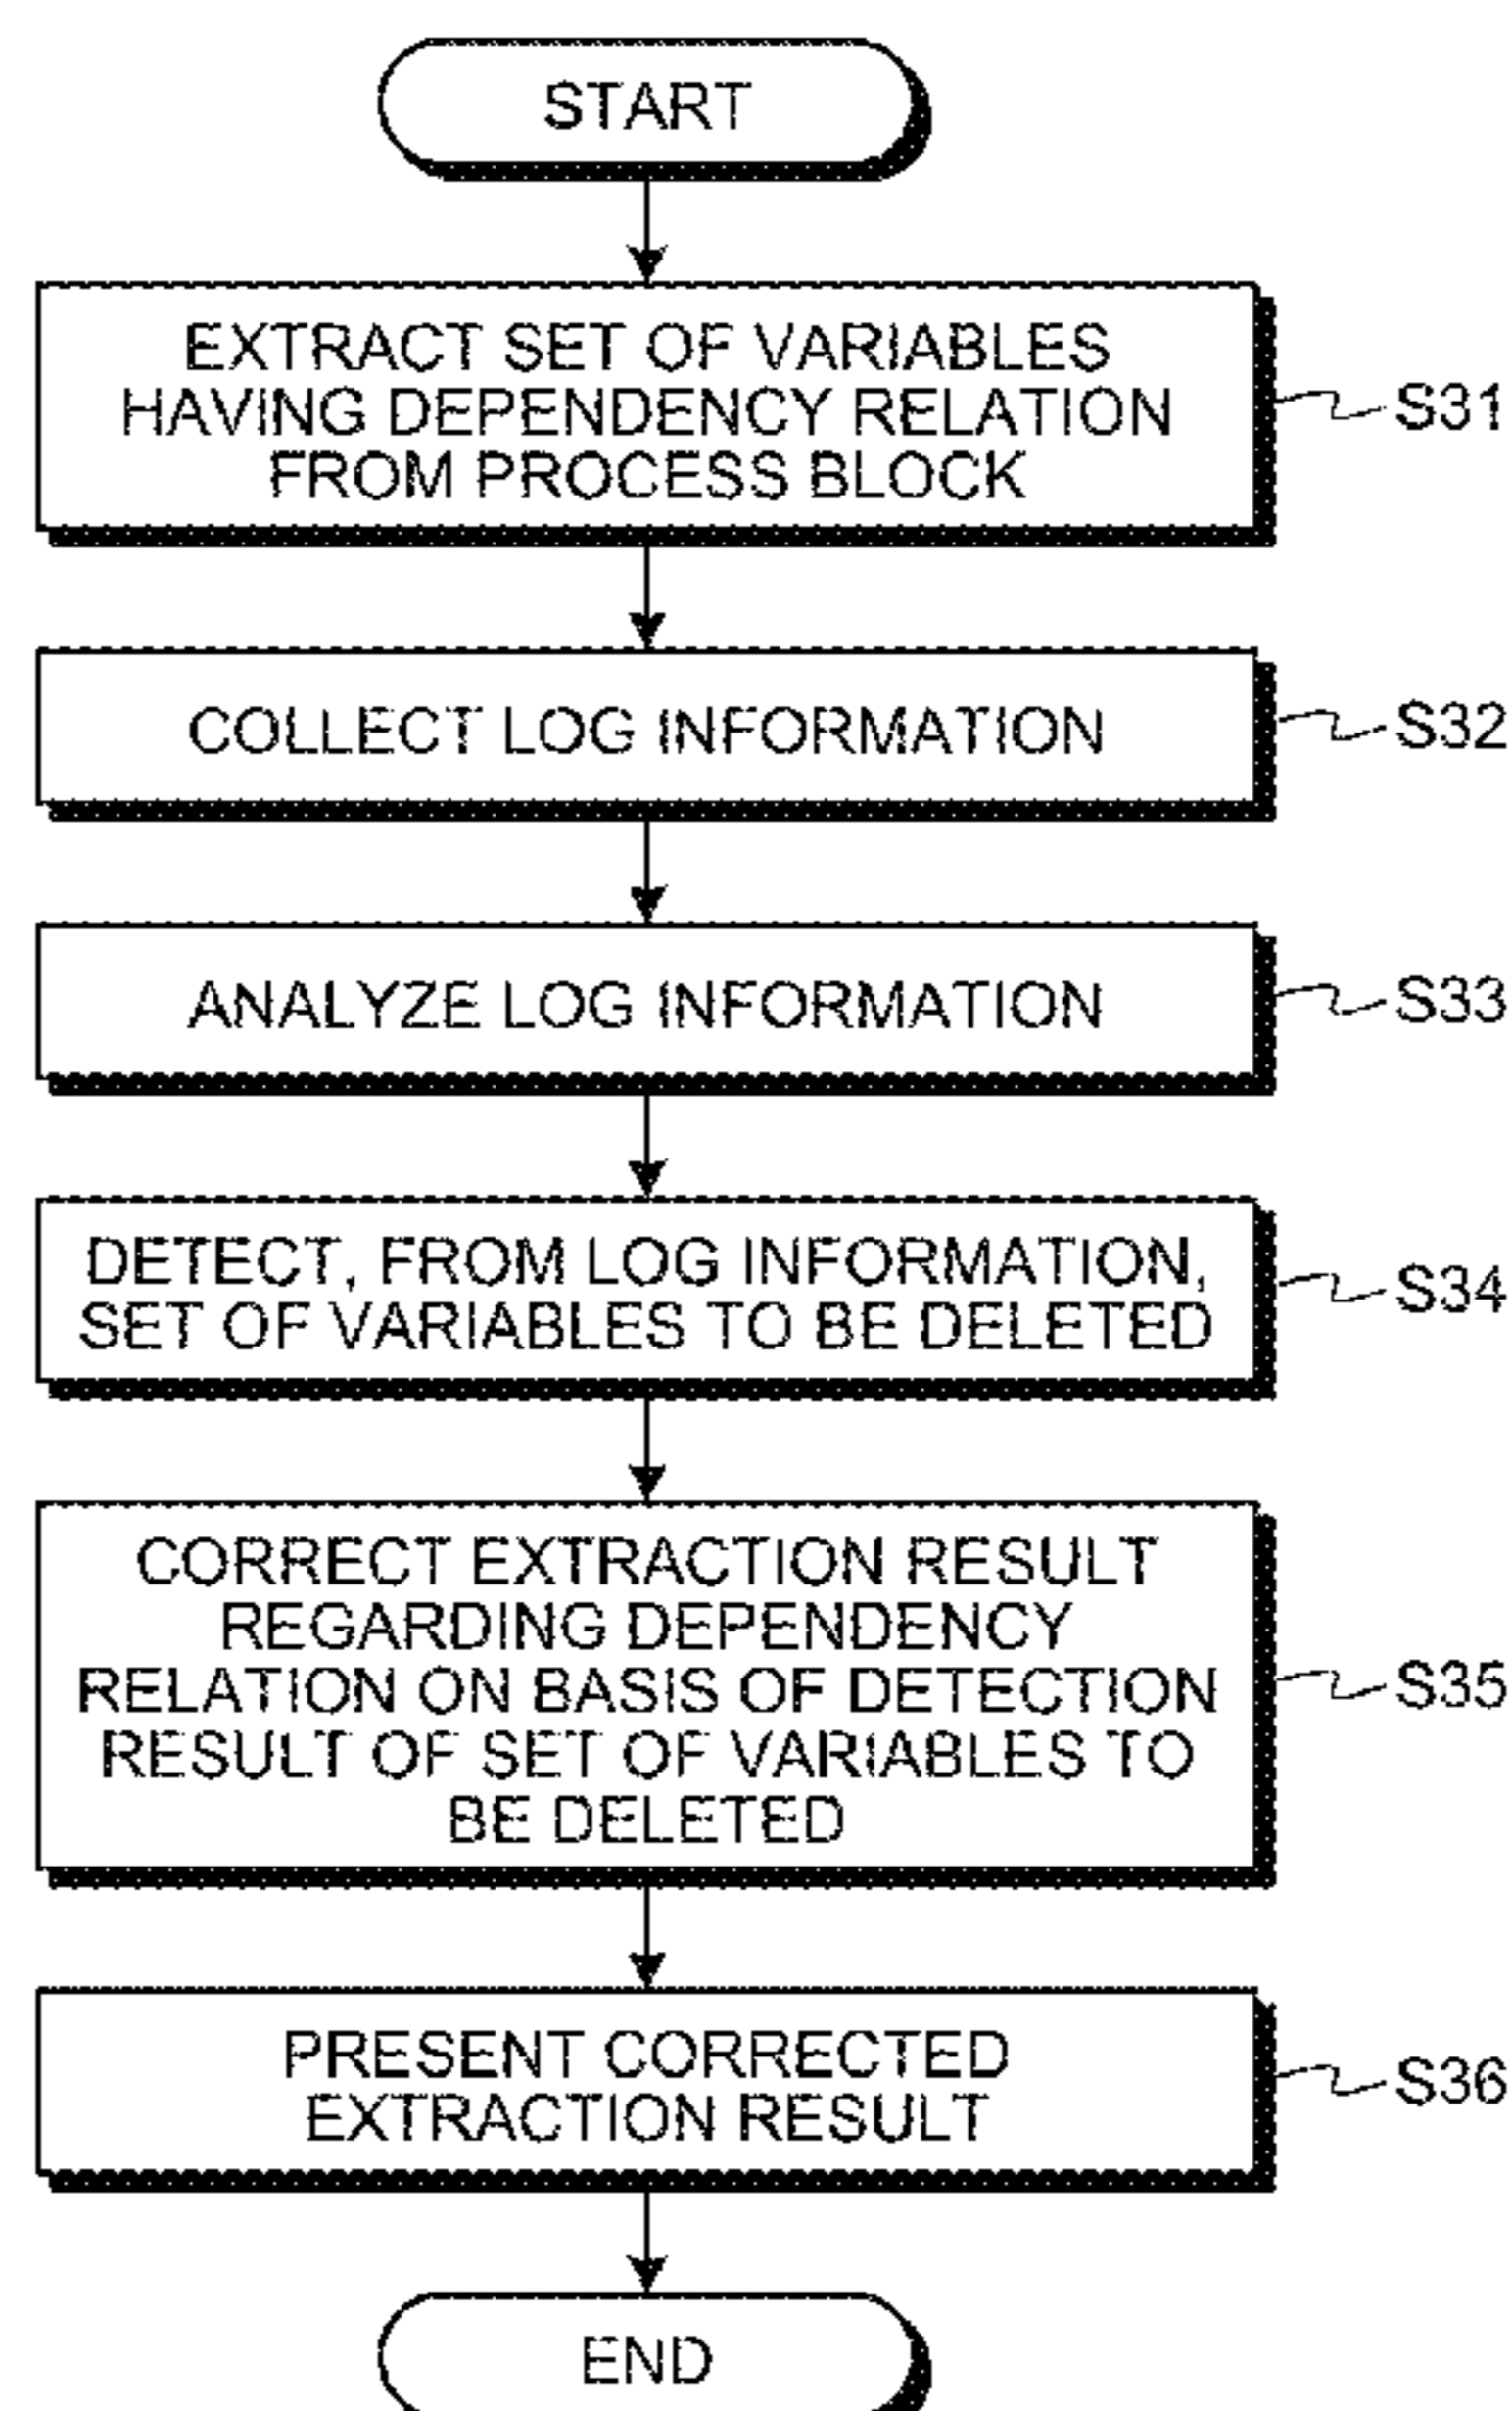 START
EXTRACT SET OF VARIABLES
HAVING DEPENDENCY RELATION
FROM PROCESS BLOCK
S31
COLLECT LOG INFORMATION
S32
ANALYZE LOG INFORMATION
S33
DETECT, FROM LOG INFORMATION,
SET OF VARIABLES TO BE DELETED
S34
CORRECT EXTRACTION RESULT
REGARDING DEPENDENCY
RELATION ON BASIS OF DETECTION
RESULT OF SET OF VARIABLES TO
BE DELETED
S35
PRESENT CORRECTED
EXTRACTION RESULT
S36
END